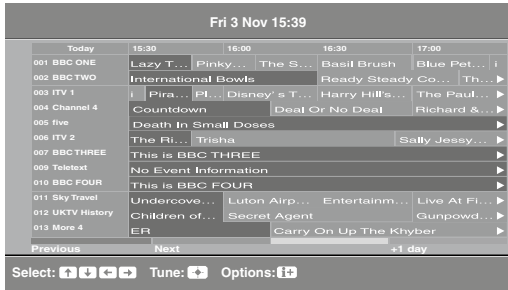 Fri 3 Nov 15:39
Today 15:30 16:00 16:30 17:00
001 BBC ONE Lazy T... Pinky... The S... Basil Brush Blue Pet... i
002 BBC TWO International Bowls Ready Steady Co... Th...
003 ITV 1 i Pira... Pl... Disney's T... Harry Hill's... The Paul...
004 Channel 4 Countdown Deal Or No Deal Richard &...
005 five Death In Small Doses
006 ITV 2 The Ri... Trisha Sally Jessy...
007 BBC THREE This is BBC THREE
009 Teletext No Event Information
010 BBC FOUR This is BBC FOUR
011 Sky Travel Undercove... Luton Airp... Entertainm... Live At Fi...
012 UKTV History Children of... Secret Agent Gunpowd...
013 More 4 ER Carry On Up The Khyber
Previous Next +1 day
Select: Tune: Options: i+